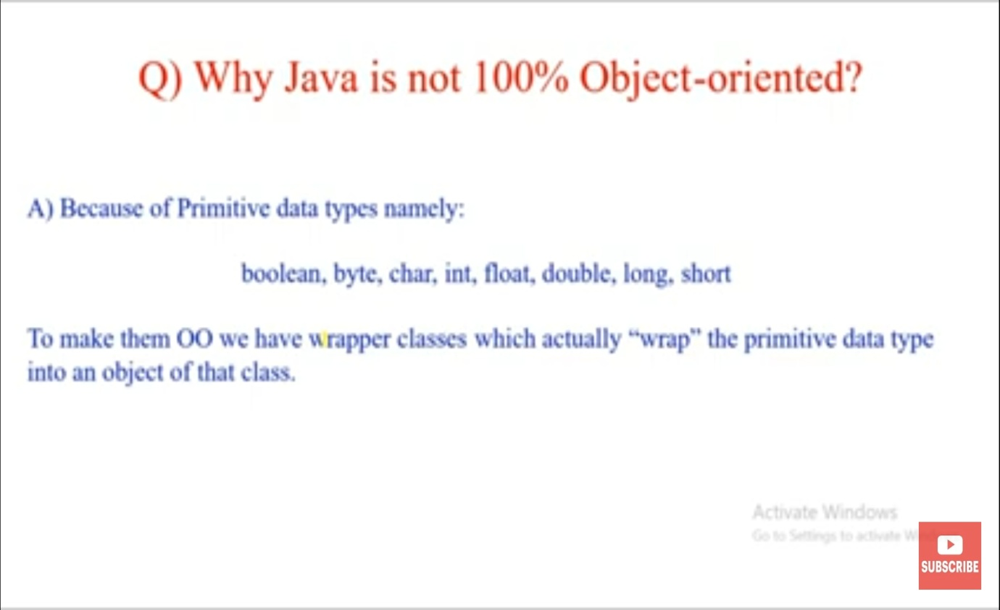 Q) Why Java is not 100% Object-oriented?
A) Because of Primitive data types namely:
boolean, byte, char, int, float, double, long, short
To make them OO we have wrapper classes which actually “wrap” the primitive data type
into an object of that class.
Activate Windows
Go to Settings to activate
SUBSCRIBE